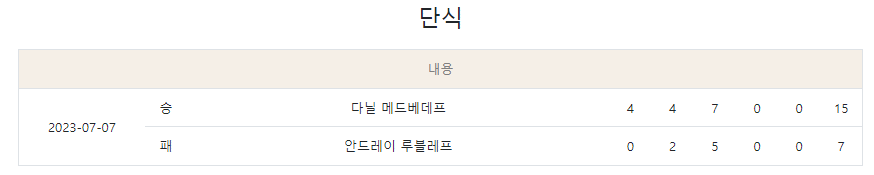 단식
내용
2023-07-07
승 다닐 메드베데프 4 4 7 0 0 15
패 안드레이 루블레프 0 2 5 0 0 7